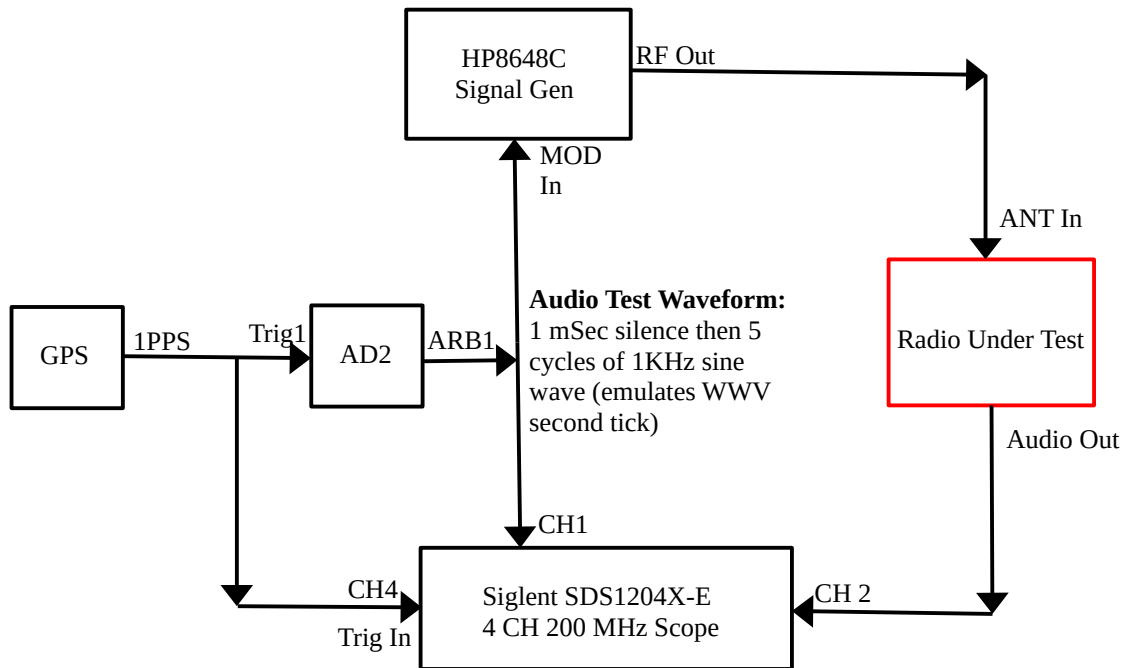 HP8648C
Signal Gen
RF Out
MOD
In
ANT In
Audio Test Waveform:
1 mSec silence then 5
cycles of 1KHz sine
wave (emulates WWV
second tick)
GPS
1PPS
Trig1
AD2
ARB1
Radio Under Test
Audio Out
CH1
CH4
Trig In
Siglent SDS1204X-E
4 CH 200 MHz Scope
CH 2